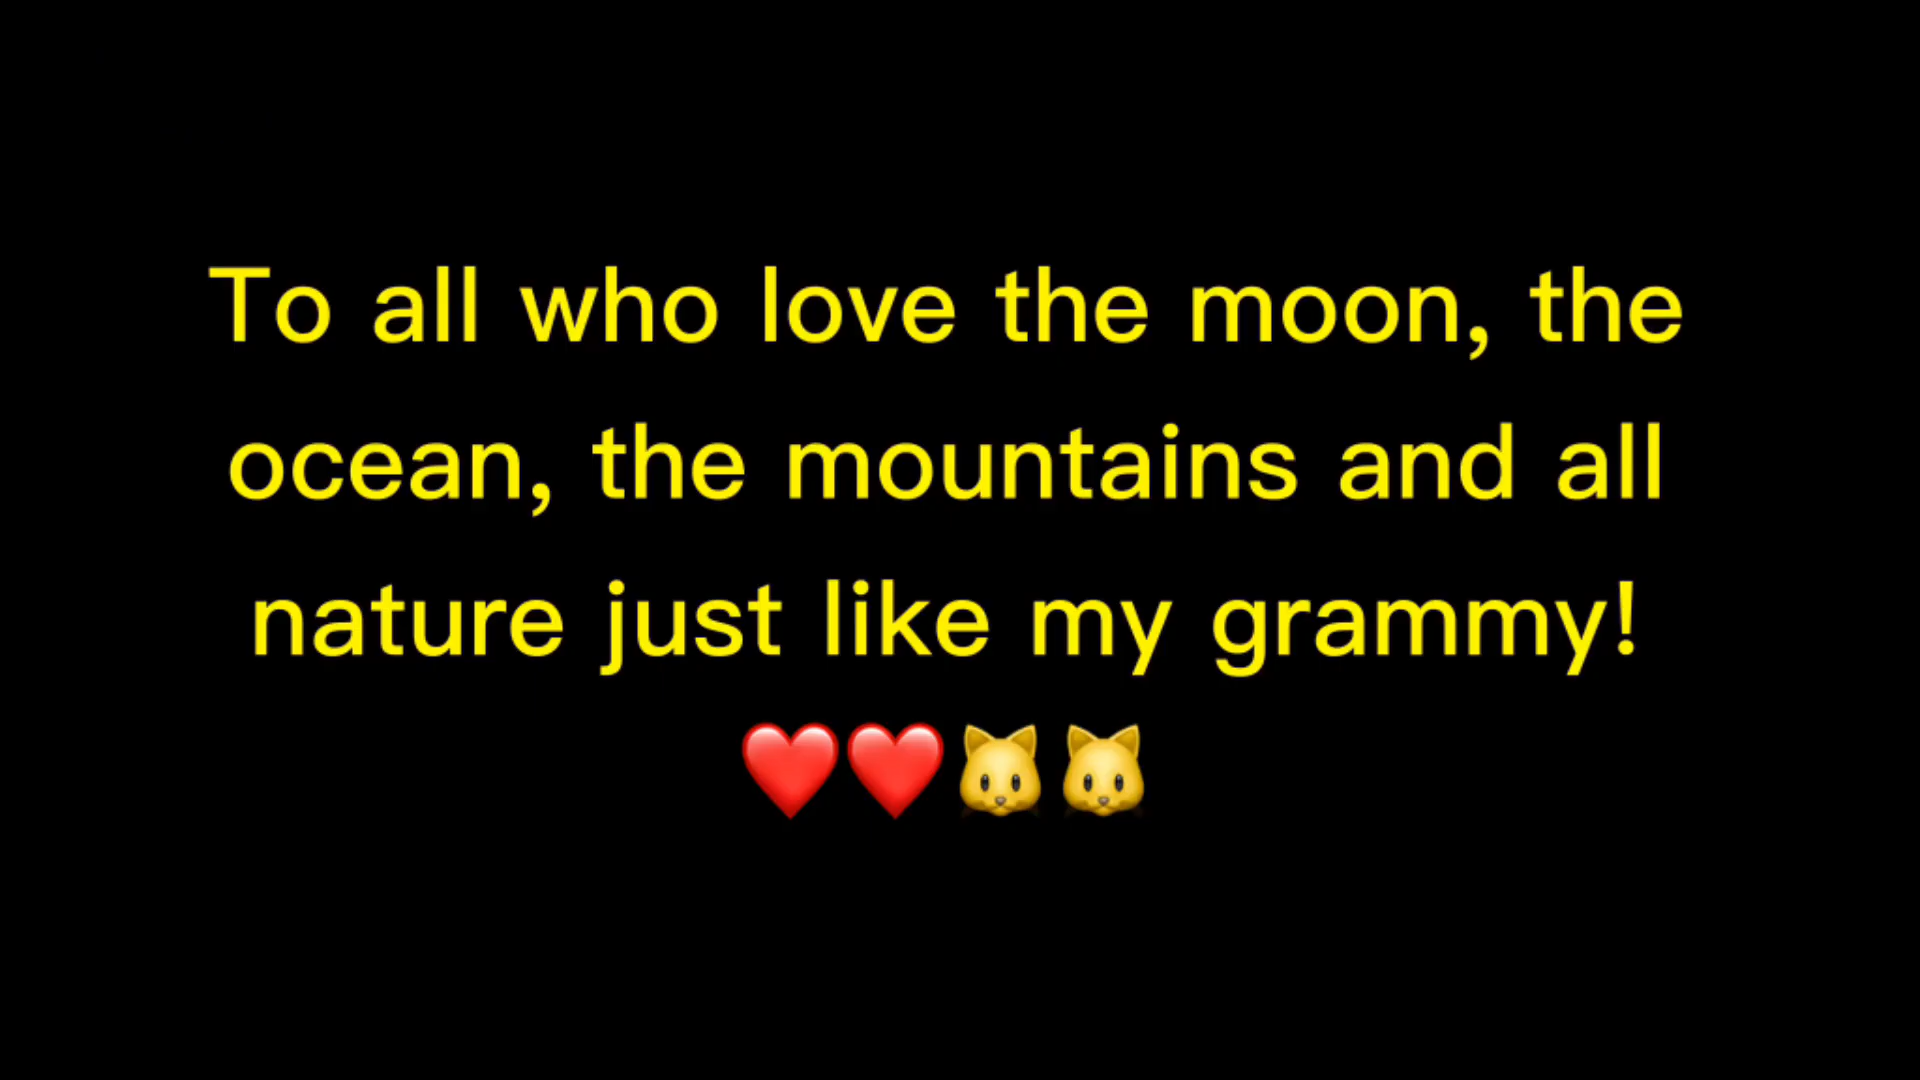 To all who love the moon, the
ocean, the mountains and all
nature just like my grammy!
❤️❤️🐱🐱